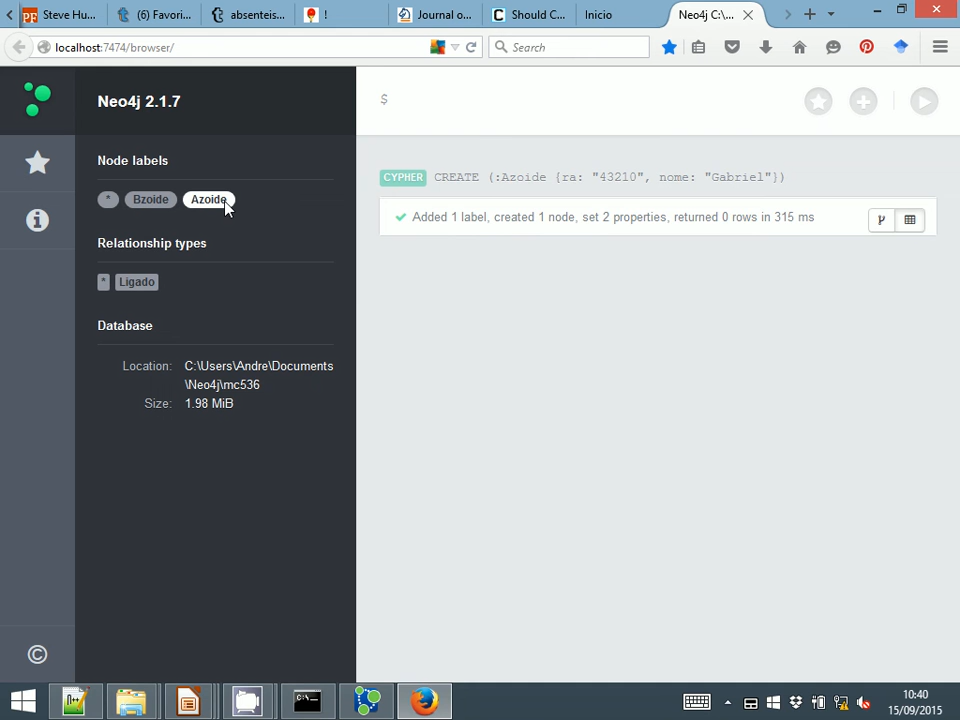 Steve Hu...
(6) Favori...
absenteis...
!
Journal o...
Should C...
Inicio
Neo4j C:\...
localhost:7474/browser/
Search
Neo4j 2.1.7
$
Node labels
* Bzoide Azoide
CYPHER CREATE (:Azoide {ra: "43210", nome: "Gabriel"})
Added 1 label, created 1 node, set 2 properties, returned 0 rows in 315 ms
Relationship types
* Ligado
Database
Location: C:\Users\Andre\Documents
\Neo4j\mc536
Size: 1.98 MiB
10:40
15/09/2015